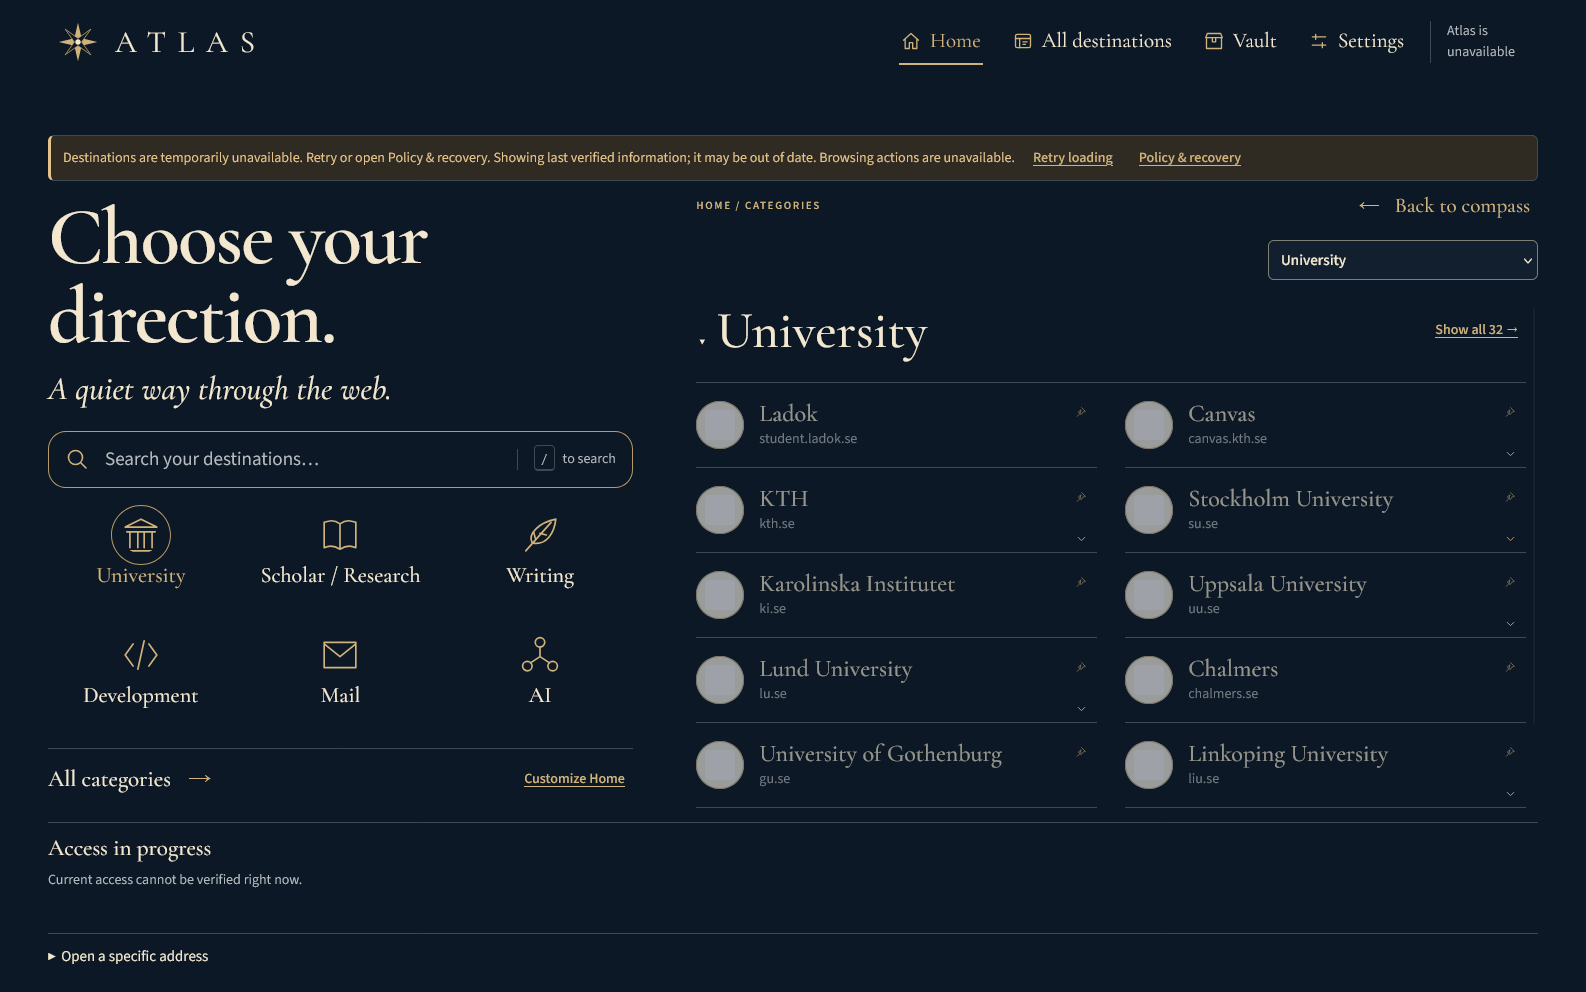 ATLAS
Home
All destinations
Vault
Settings
Atlas is
unavailable
Destinations are temporarily unavailable. Retry or open Policy & recovery. Showing last verified information; it may be out of date. Browsing actions are unavailable. Retry loading Policy & recovery
Choose your
direction.
A quiet way through the web.
Search your destinations… / to search
University
Scholar / Research
Writing
Development
Mail
AI
All categories →
Customize Home
HOME / CATEGORIES
← Back to compass
University
University
Show all 32 →
Ladok
student.ladok.se
Canvas
canvas.kth.se
KTH
kth.se
Stockholm University
su.se
Karolinska Institutet
ki.se
Uppsala University
uu.se
Lund University
lu.se
Chalmers
chalmers.se
University of Gothenburg
gu.se
Linkoping University
liu.se
Access in progress
Current access cannot be verified right now.
Open a specific address